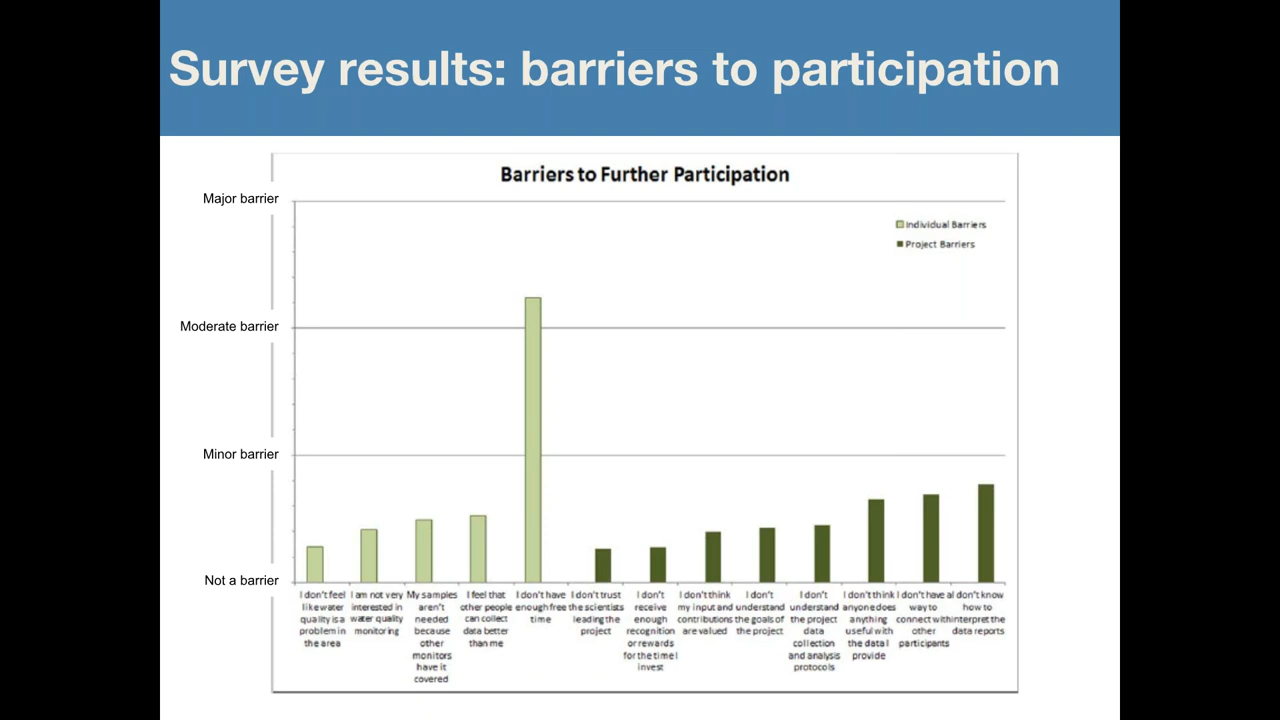 Survey results: barriers to participation
Barriers to Further Participation
Major barrier
Moderate barrier
Minor barrier
Not a barrier
Individual Barriers
Project Barriers
I don't feel
like water
quality is a
problem in
the area
I am not very
interested in
water quality
monitoring
My samples
aren't
needed
because
other
monitors
have it
covered
I feel that
other people
can collect
data better
than me
I don't have
enough free
time
I don't trust
the scientists
leading the
project
I don't
receive
enough
recognition
or rewards
for the time I
invest
I don't think
my input and
contributions
are valued
I don't
understand
the goals of
the project
I don't
understand
the project
data
collection
and analysis
protocols
I don't think
anyone does
anything
useful with
the data I
provide
I don't have a
way to
connect with
other
participants
I don't know
how to
interpret the
data reports